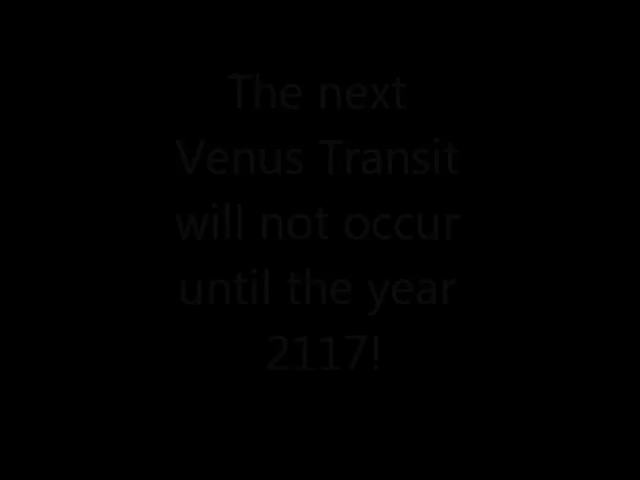 The next
Venus Transit
will not occur
until the year
2117!